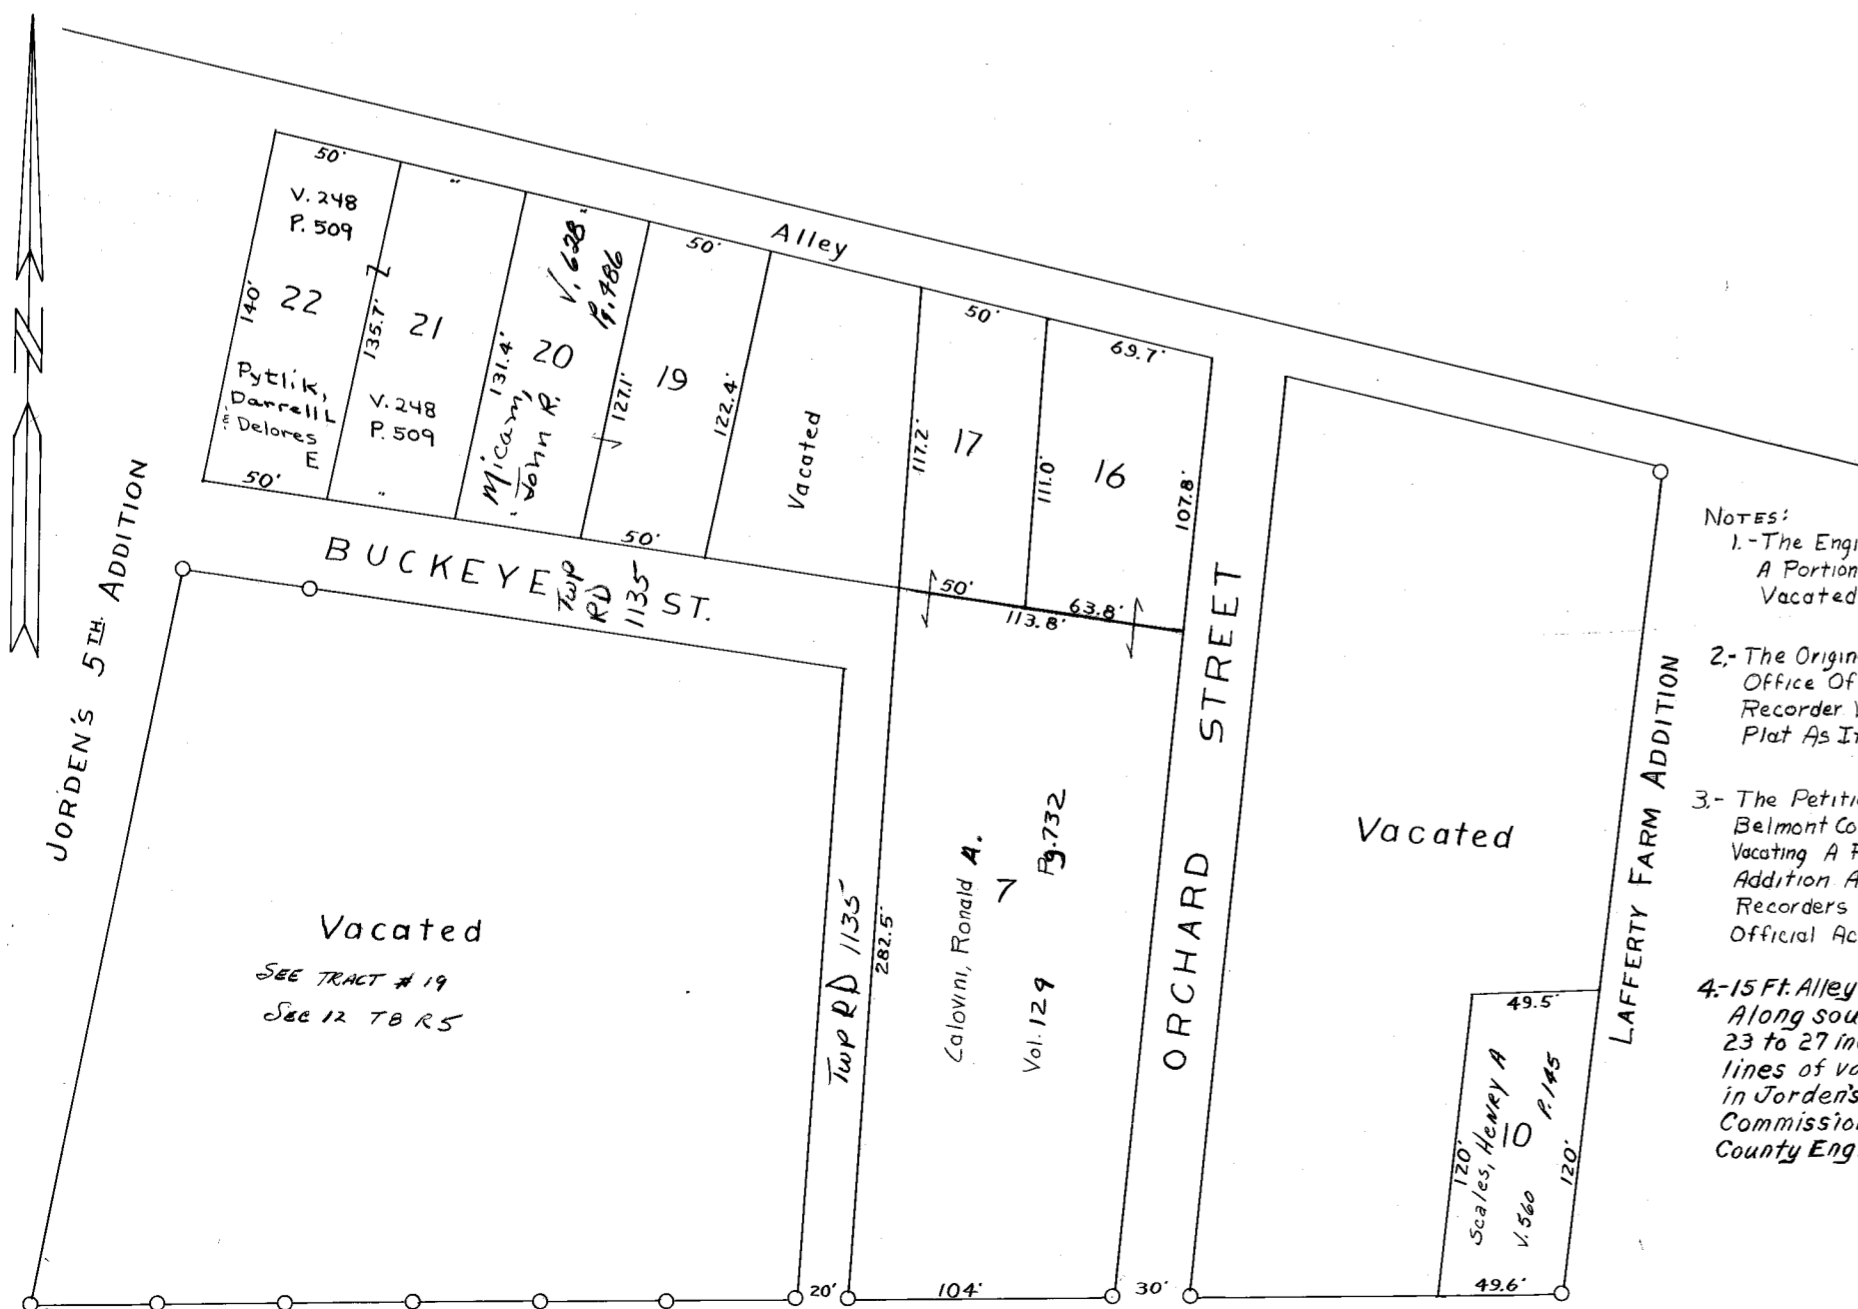 N
Alley
50'
"
50'
50'
69.7'
V. 248
P. 509
140'
22
Pytlik,
Darrell L
& Delores
E
50'
135.7'
21
V. 248
P. 509
"
131.4'
20
V. 628
Pg. 486
Micam,
John R.
127.1'
19
122.4'
50'
Vacated
117.2'
17
50'
111.0'
16
107.8'
63.8'
113.8'
BUCKEYE ST.
Twp
RD
1135
JORDEN'S 5TH. ADDITION
Vacated
SEE TRACT # 19
SEC 12 T8 R5
Twp RD 1135
282.5'
Calovini, Ronald A.
7
Vol. 129 Pg. 732
ORCHARD STREET
Vacated
LAFFERTY FARM ADDITION
49.5'
120'
Scales, HENRY A
10
V. 560 P. 145
120'
49.6'
20'
104'
30'
NOTES:
1.-The Engi
A Portion
Vacated
2,- The Origin
Office Of
Recorder
Plat As It
3,- The Petiti
Belmont Co
Vacating A
Addition A
Recorders
Official Ac
4.-15 Ft. Alley
Along sou
23 to 27 in
lines of va
in Jorden's
Commission
County Eng